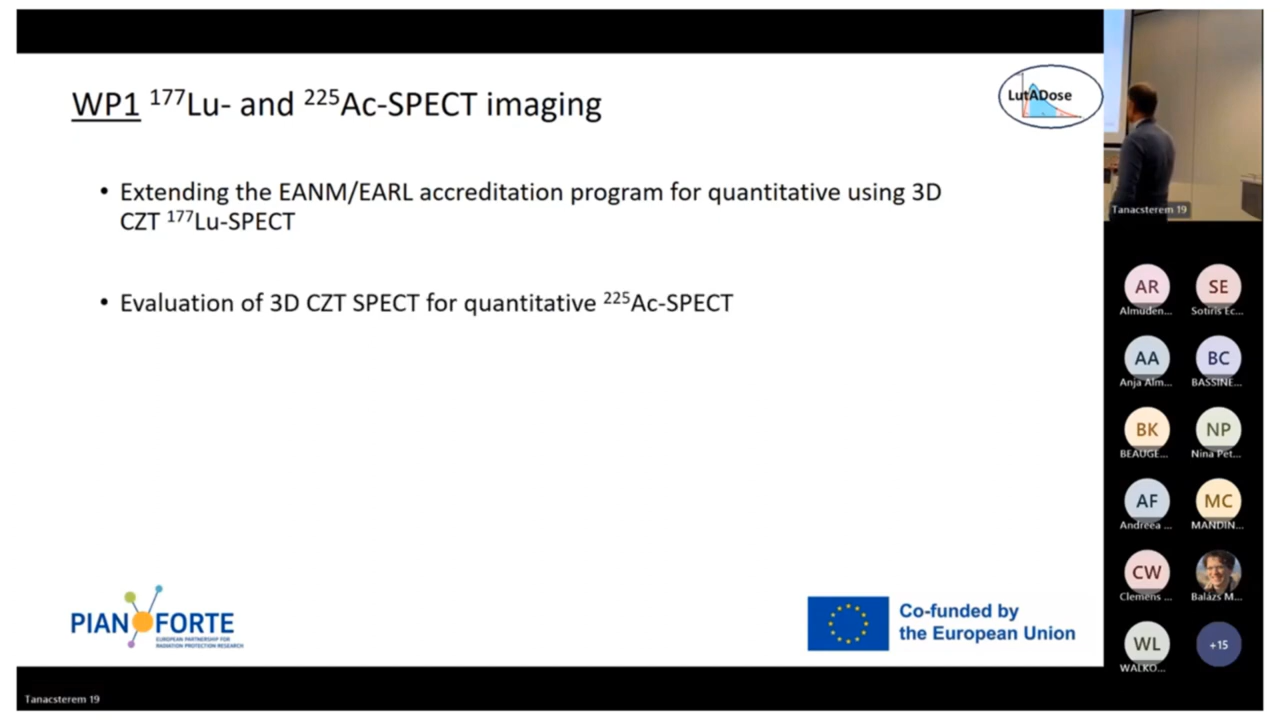 WP1 ¹⁷⁷Lu- and ²²⁵Ac-SPECT imaging
LutADose
• Extending the EANM/EARL accreditation program for quantitative using 3D
CZT ¹⁷⁷Lu-SPECT
• Evaluation of 3D CZT SPECT for quantitative ²²⁵Ac-SPECT
PIANOFORTE
EUROPEAN PARTNERSHIP FOR
RADIATION PROTECTION RESEARCH
Co-funded by
the European Union
Tanacsterem 19
Tanacsterem 19
AR
Almuden...
SE
Sotiris Ec...
AA
Anja Alm...
BC
BASSINE...
BK
BEAUGE...
NP
Nina Pet...
AF
Andreea ...
MC
MANDIN...
CW
Clemens ...
Balázs M...
WL
WALKO...
+15